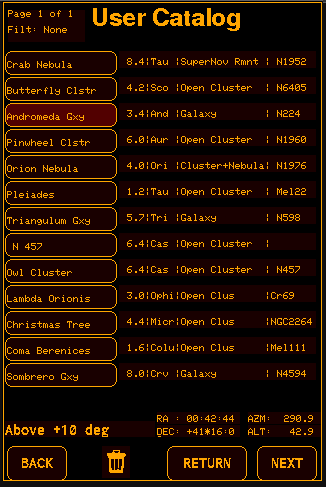 Page 1 of 1
Filt: None
User Catalog
Crab Nebula 8.4¦Tau ¦SuperNov Rmnt ¦ N1952
Butterfly Clstr 4.2¦Sco ¦Open Cluster ¦ N6405
Andromeda Gxy 3.4¦And ¦Galaxy ¦ N224
Pinwheel Clstr 6.0¦Aur ¦Open Cluster ¦ N1960
Orion Nebula 4.0¦Ori ¦Cluster+Nebula¦ N1976
Pleiades 1.2¦Tau ¦Open Cluster ¦ Mel22
Triangulum Gxy 5.7¦Tri ¦Galaxy ¦ N598
N 457 6.4¦Cas ¦Open Cluster ¦
Owl Cluster 6.4¦Cas ¦Open Cluster ¦ N457
Lambda Orionis 3.0¦Ophi¦Open Clus ¦Cr69
Christmas Tree 4.4¦Micr¦Open Clus ¦NGC2264
Coma Berenices 1.6¦Colu¦Open Clus ¦Mel111
Sombrero Gxy 8.0¦Crv ¦Galaxy ¦ N4594
RA : 00:42:44 AZM: 290.9
Above +10 deg DEC: +41*16:0 ALT: 42.9
BACK RETURN NEXT